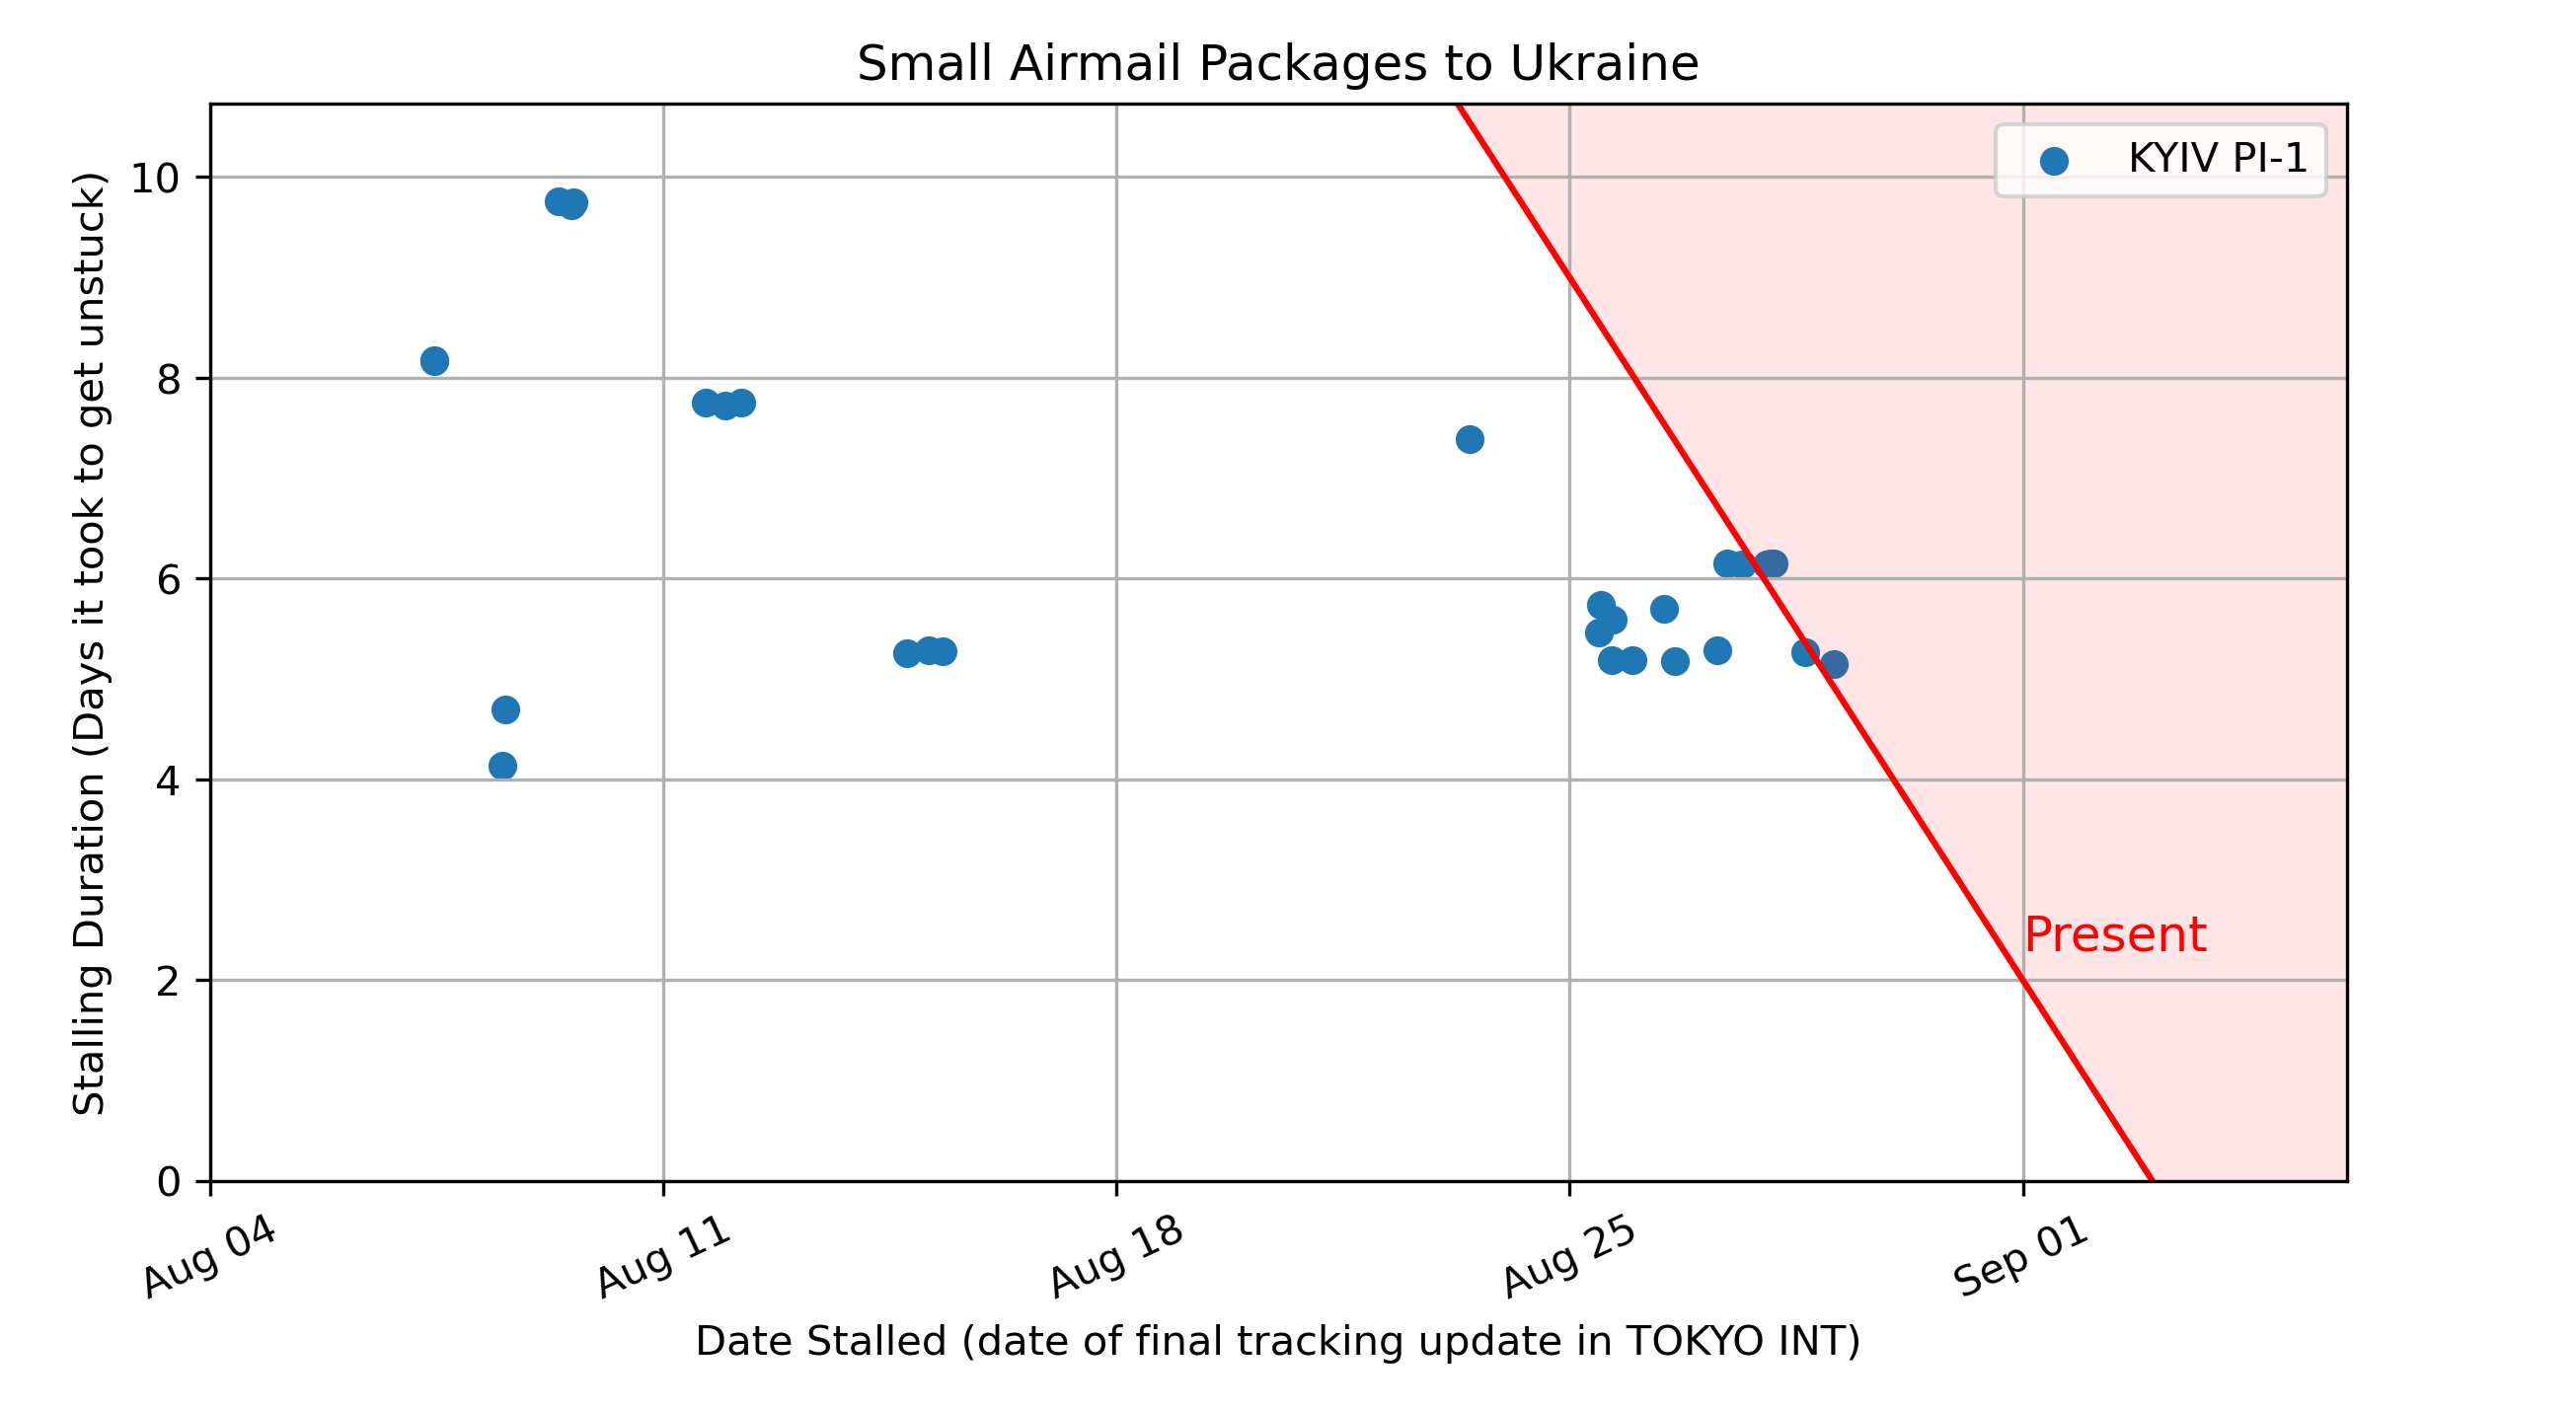 Small Airmail Packages to Ukraine
KYIV PI-1
Stalling Duration (Days it took to get unstuck)
10
8
6
4
2
0
Present
Aug 04
Aug 11
Aug 18
Aug 25
Sep 01
Date Stalled (date of final tracking update in TOKYO INT)